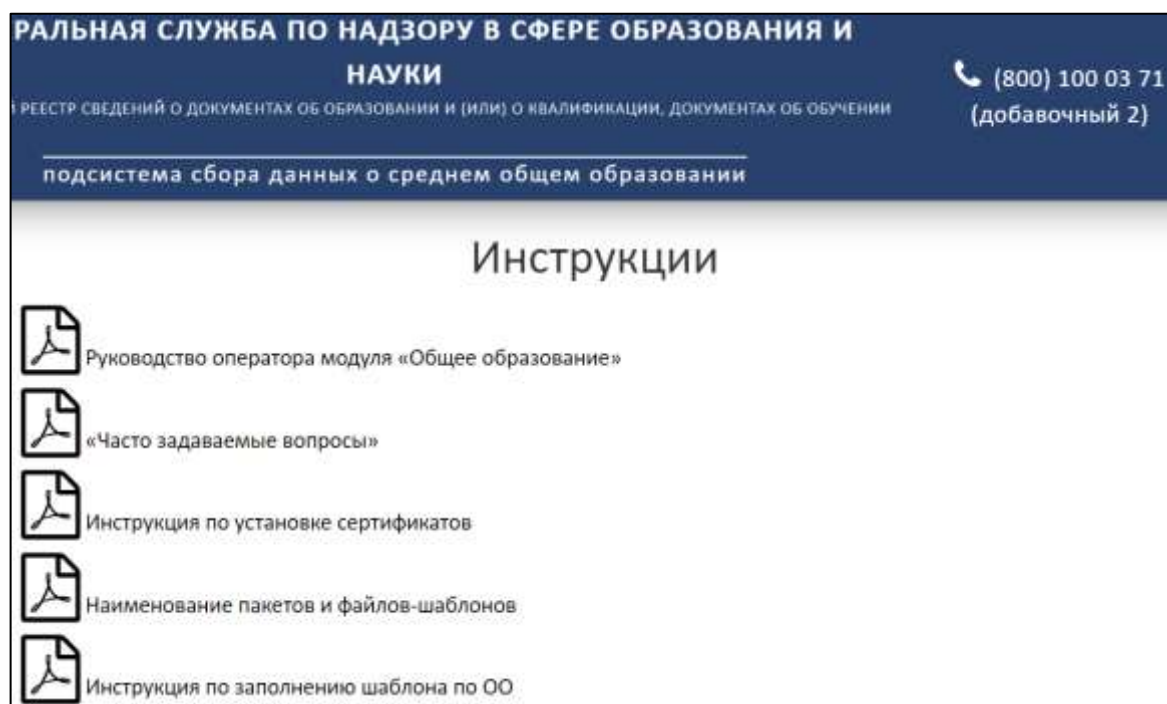 РАЛЬНАЯ СЛУЖБА ПО НАДЗОРУ В СФЕРЕ ОБРАЗОВАНИЯ И
НАУКИ
Й РЕЕСТР СВЕДЕНИЙ О ДОКУМЕНТАХ ОБ ОБРАЗОВАНИИ И (ИЛИ) О КВАЛИФИКАЦИИ, ДОКУМЕНТАХ ОБ ОБУЧЕНИИ
(800) 100 03 71
(добавочный 2)
подсистема сбора данных о среднем общем образовании
Инструкции
Руководство оператора модуля «Общее образование»
«Часто задаваемые вопросы»
Инструкция по установке сертификатов
Наименование пакетов и файлов-шаблонов
Инструкция по заполнению шаблона по ОО